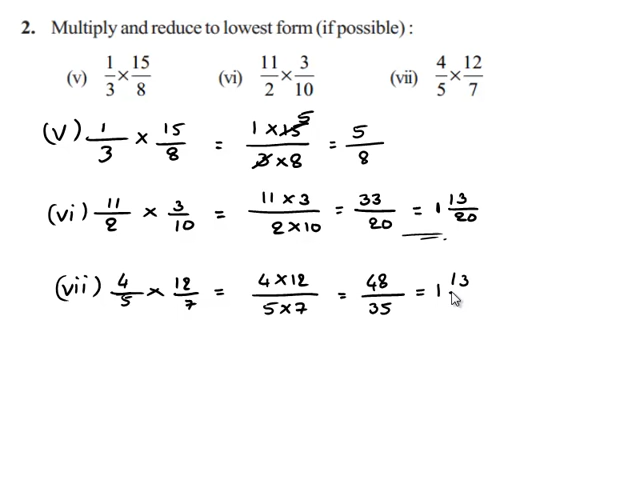 2. Multiply and reduce to lowest form (if possible) :
(v) 1/3 × 15/8 (vi) 11/2 × 3/10 (vii) 4/5 × 12/7
(V) 1/3 × 15/8 = 1 × 15 5 / 3 × 8 = 5/8
(vi) 11/2 × 3/10 = 11 × 3 / 2 × 10 = 33/20 = 1 13/20
(vii) 4/5 × 12/7 = 4 × 12 / 5 × 7 = 48/35 = 1 13